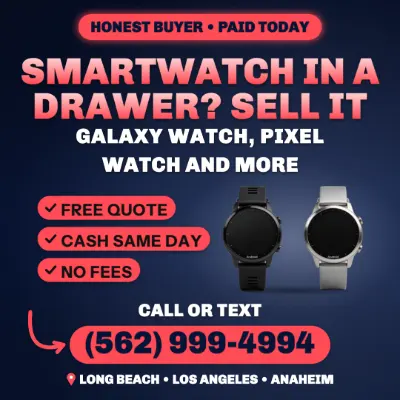 HONEST BUYER • PAID TODAY
SMARTWATCH IN A
DRAWER? SELL IT
GALAXY WATCH, PIXEL
WATCH AND MORE
FREE QUOTE
CASH SAME DAY
NO FEES
CALL OR TEXT
(562) 999-4994
LONG BEACH • LOS ANGELES • ANAHEIM